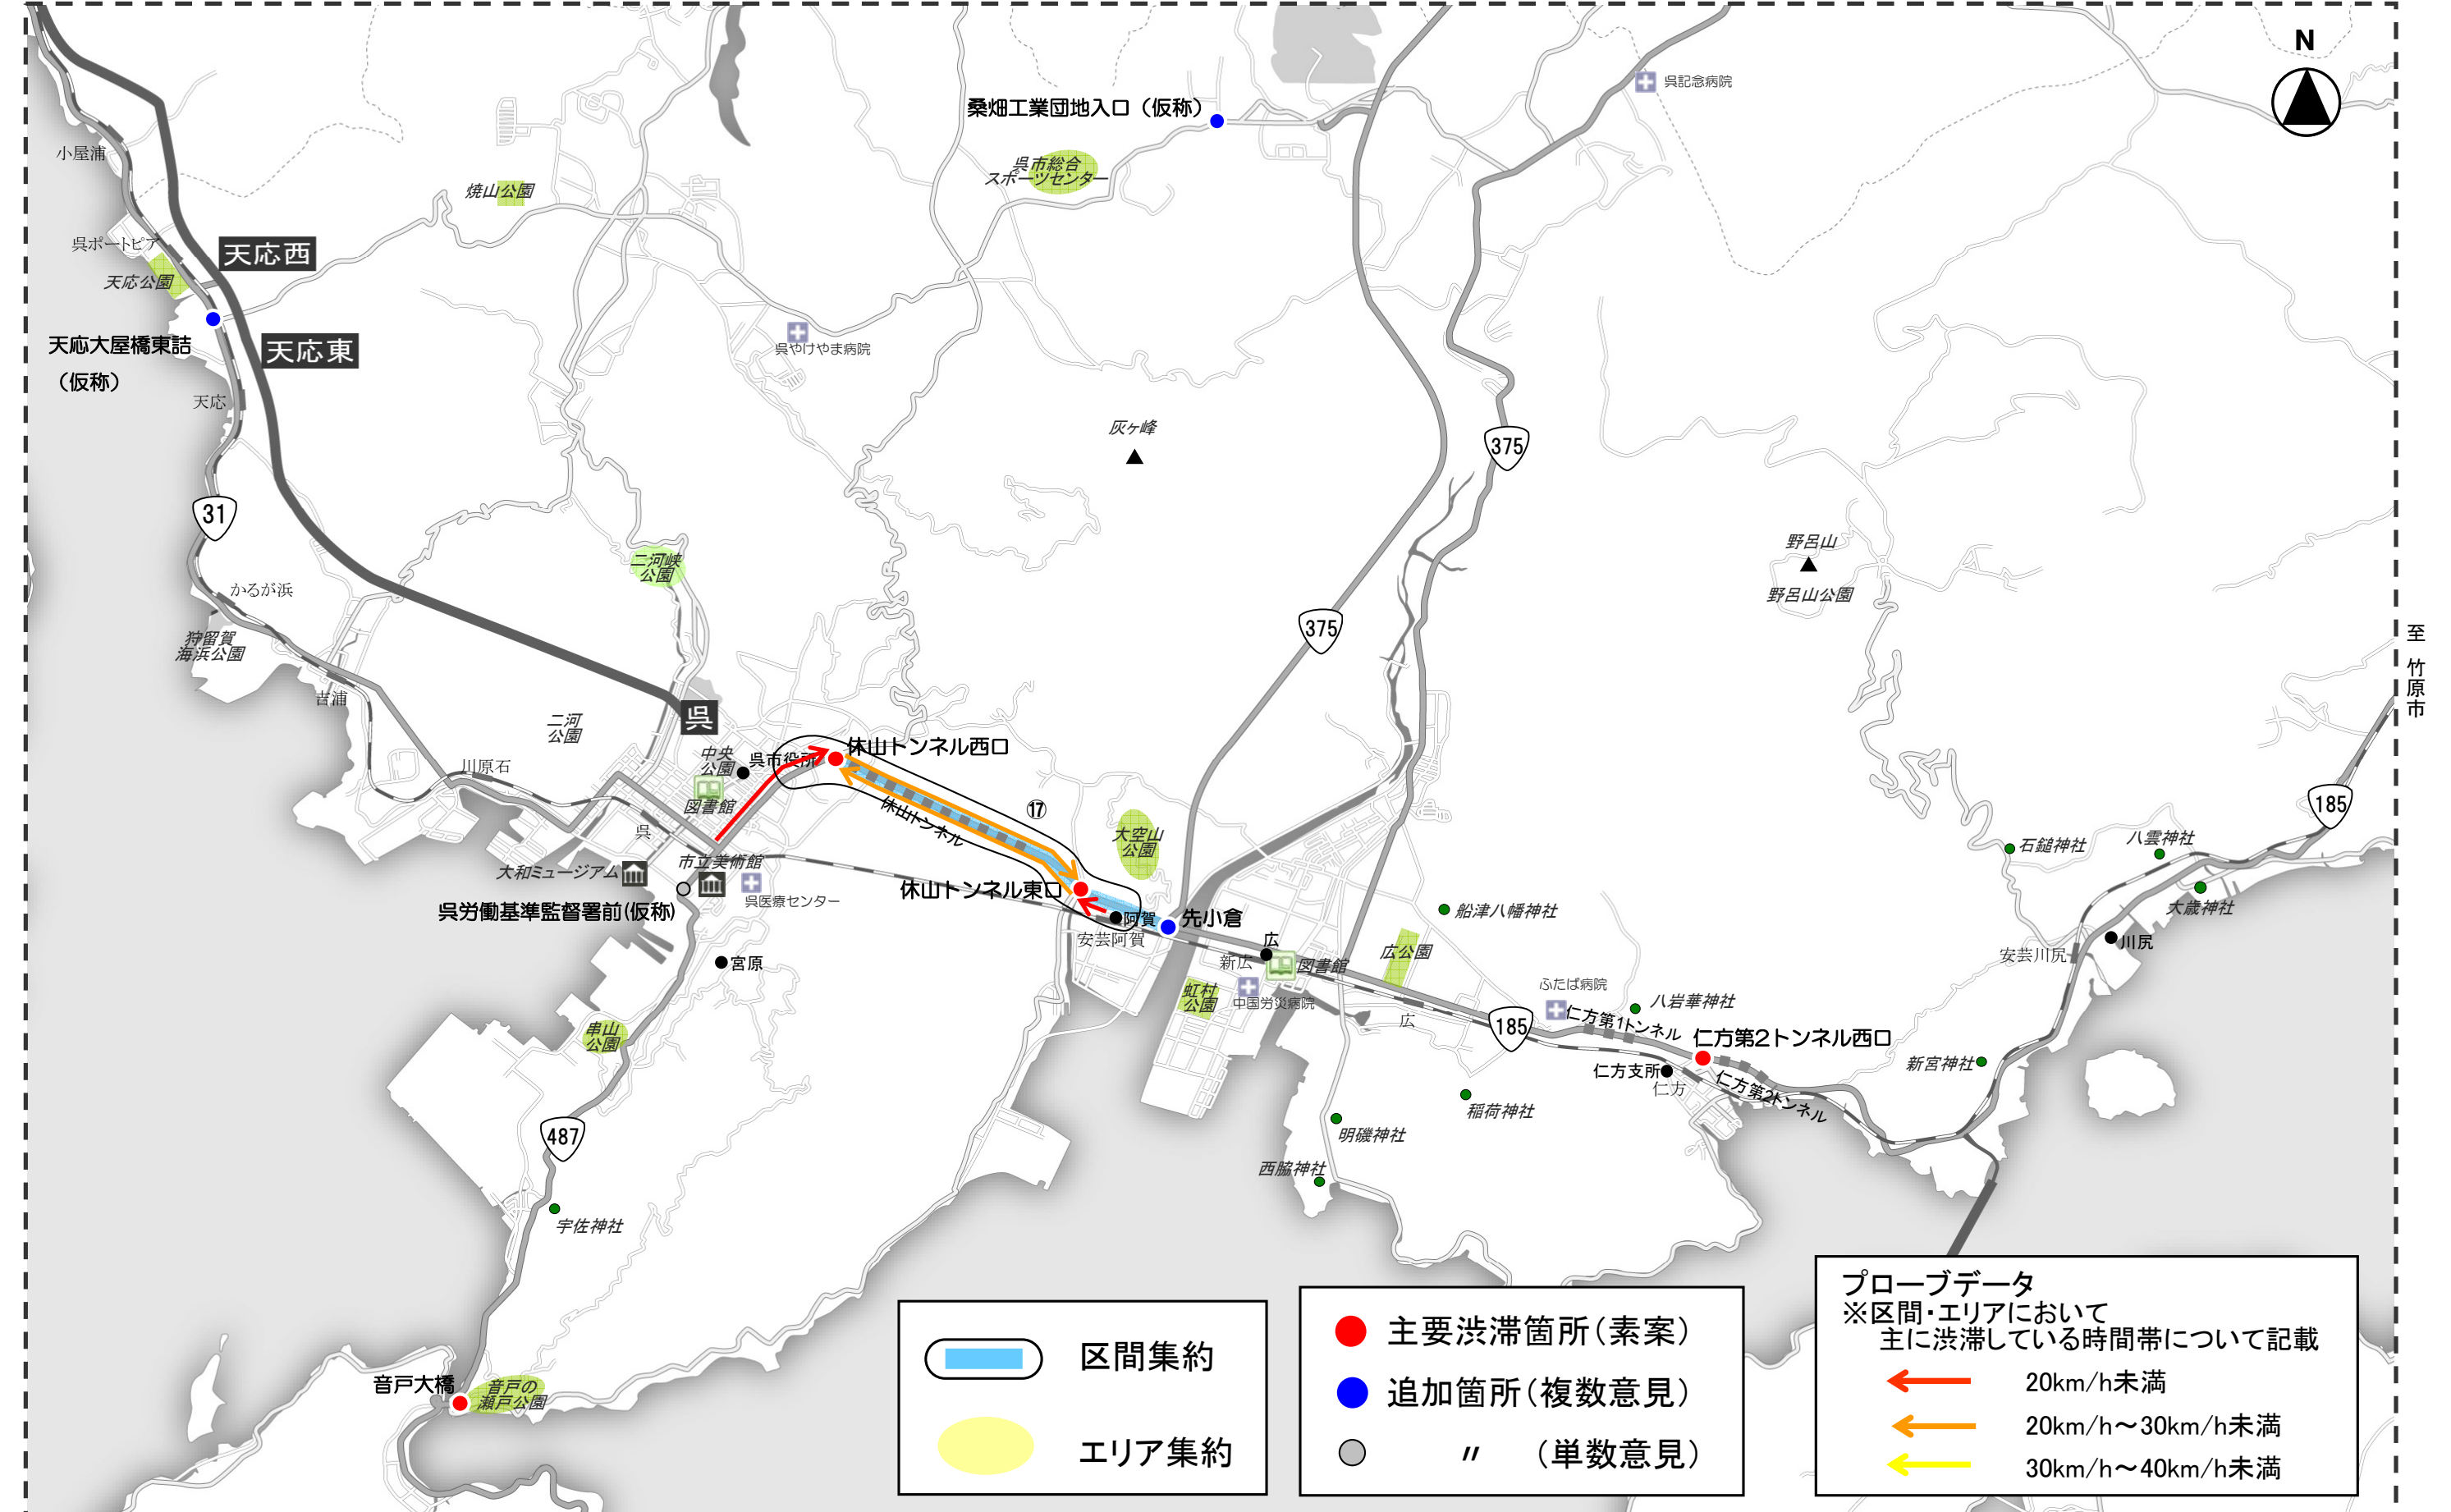 N
呉記念病院
桑畑工業団地入口（仮称）
小屋浦
呉市総合
スポーツセンター
焼山公園
呉ポートピア
天応西
天応公園
天応大屋橋東詰
（仮称）
天応東
呉やけやま病院
天応
灰ヶ峰
375
31
野呂山
野呂山公園
二河峡
公園
かるが浜
狩留賀
海浜公園
375
至
竹
原
市
吉浦
二河
公園
呉
中央
公園
呉市役所
休山トンネル西口
川原石
図書館
休山トンネル
⑰
大空山
公園
185
呉
市立美術館
大和ミュージアム
石鎚神社
八雲神社
休山トンネル東口
呉医療センター
呉労働基準監督署前(仮称)
阿賀
先小倉
船津八幡神社
大歳神社
安芸阿賀
広
広公園
川尻
宮原
新広
図書館
安芸川尻
虹村
公園
中国労災病院
ふたば病院
八岩華神社
串山
公園
広
185
仁方第1トンネル
仁方第2トンネル西口
仁方支所
仁方
新宮神社
仁方第2トンネル
稲荷神社
明磯神社
487
西脇神社
宇佐神社
音戸大橋
音戸の
瀬戸公園
区間集約
エリア集約
主要渋滞箇所（素案）
追加箇所（複数意見）
〃　（単数意見）
プローブデータ
※区間・エリアにおいて
主に渋滞している時間帯について記載
20km/h未満
20km/h～30km/h未満
30km/h～40km/h未満